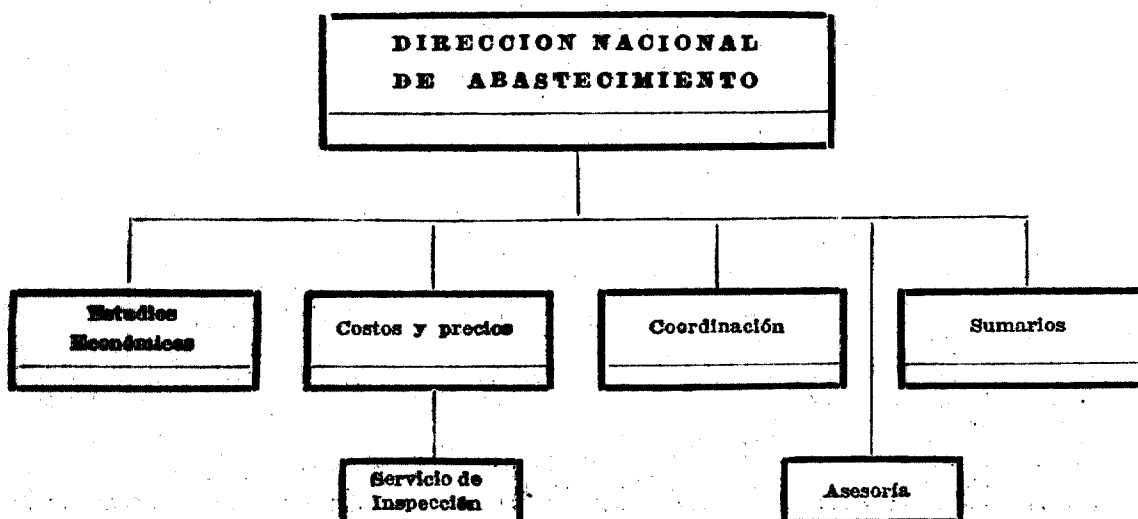 DIRECCION NACIONAL
DE ABASTECIMIENTO
Estudios
Económicos
Costos y precios
Coordinación
Sumarios
Servicio de
Inspección
Asesoría